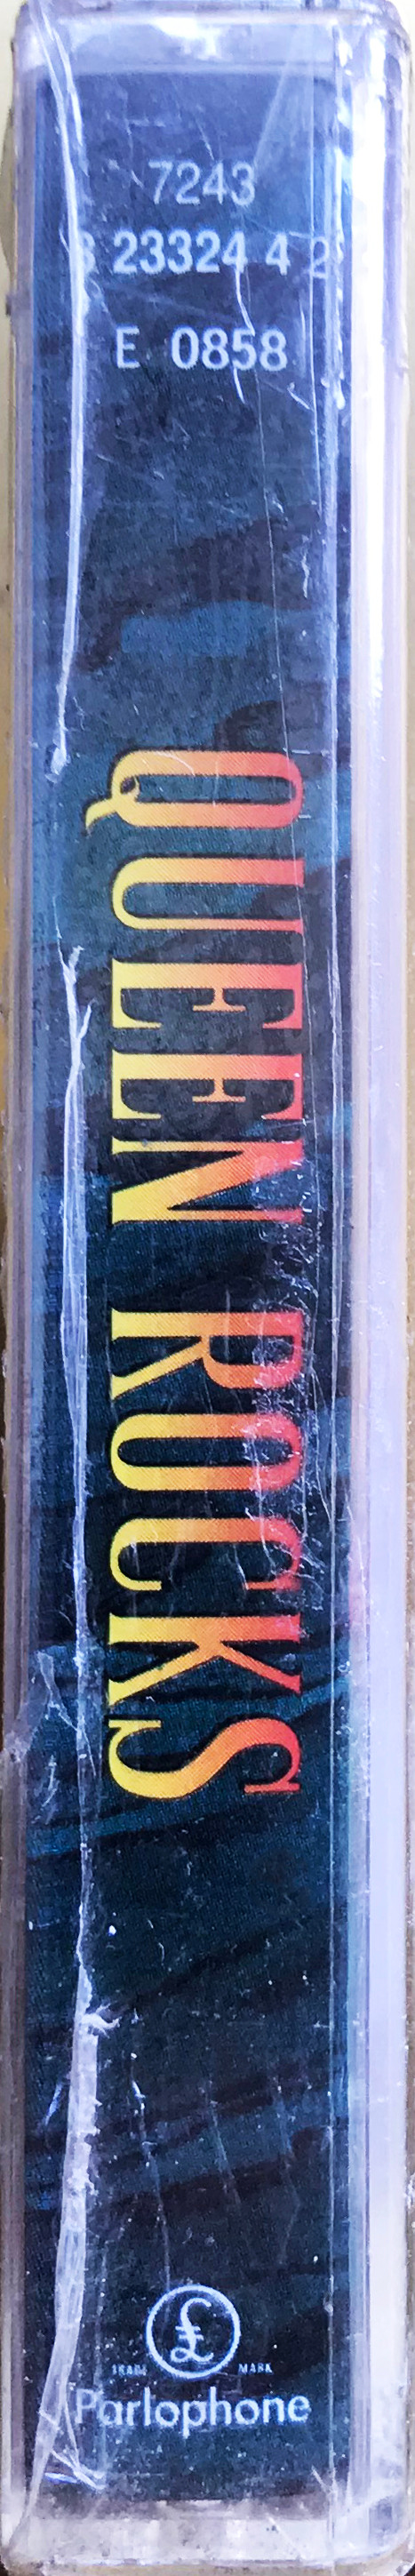 7243
8 23324 4 2
E 0858
QUEEN ROCKS
£
TRADE MARK
Parlophone